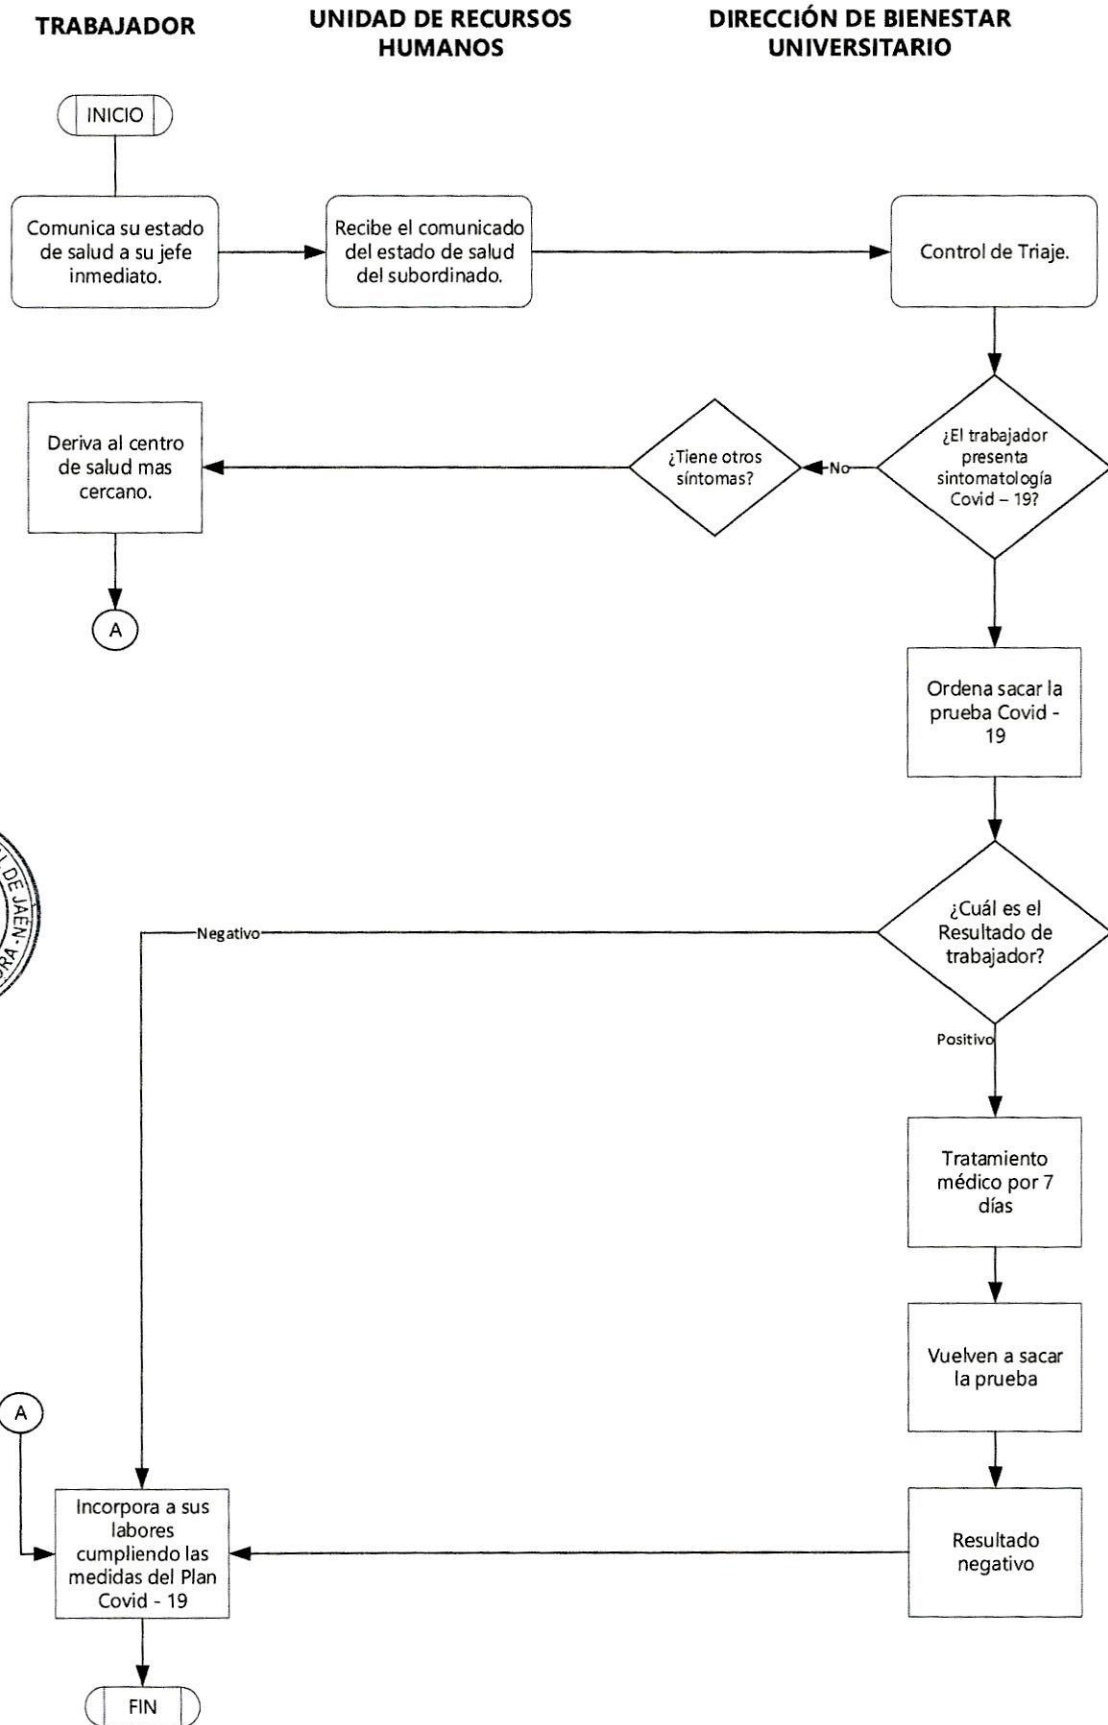 TRABAJADOR
UNIDAD DE RECURSOS
HUMANOS
DIRECCIÓN DE BIENESTAR
UNIVERSITARIO
INICIO
Comunica su estado
de salud a su jefe
inmediato.
Recibe el comunicado
del estado de salud
del subordinado.
Control de Triaje.
Deriva al centro
de salud mas
cercano.
¿Tiene otros
síntomas?
No
¿El trabajador
presenta
sintomatología
Covid – 19?
A
Ordena sacar la
prueba Covid -
19
DE JAÉN -
Negativo
¿Cuál es el
Resultado de
trabajador?
Positivo
Tratamiento
médico por 7
días
Vuelven a sacar
la prueba
A
Incorpora a sus
labores
cumpliendo las
medidas del Plan
Covid - 19
Resultado
negativo
FIN